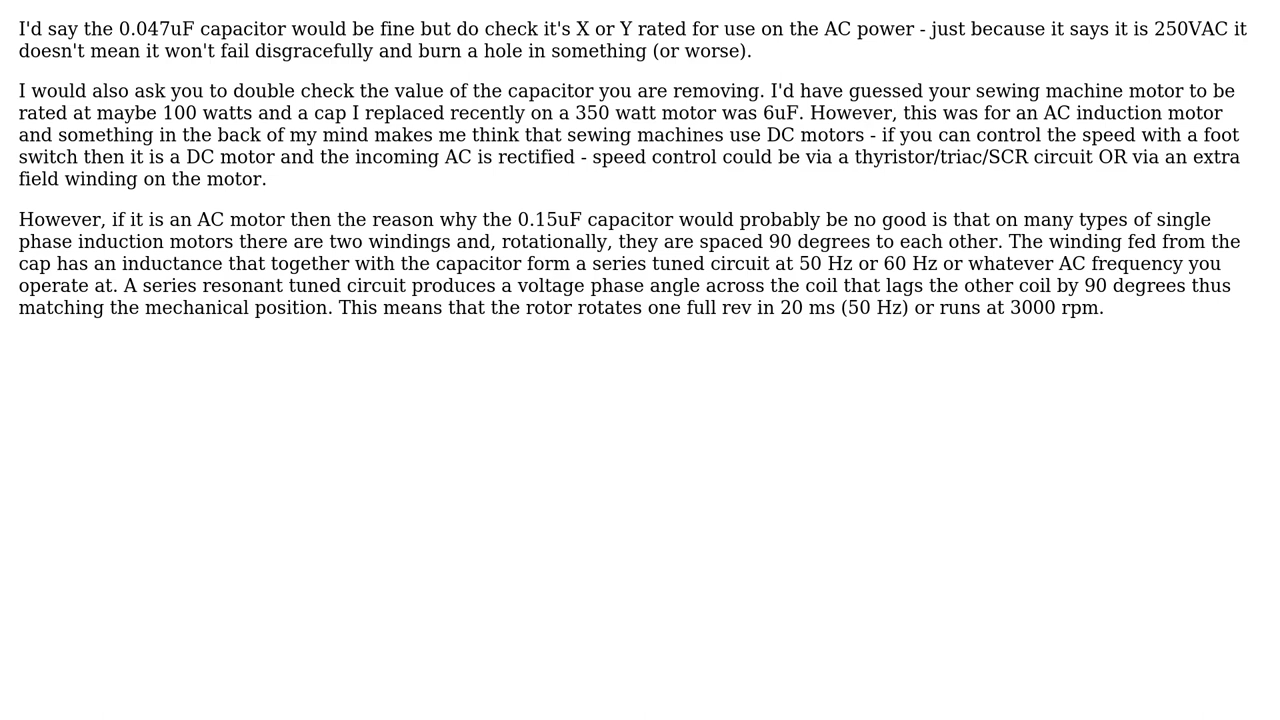 I'd say the 0.047uF capacitor would be fine but do check it's X or Y rated for use on the AC power - just because it says it is 250VAC it
doesn't mean it won't fail disgracefully and burn a hole in something (or worse).
I would also ask you to double check the value of the capacitor you are removing. I'd have guessed your sewing machine motor to be
rated at maybe 100 watts and a cap I replaced recently on a 350 watt motor was 6uF. However, this was for an AC induction motor
and something in the back of my mind makes me think that sewing machines use DC motors - if you can control the speed with a foot
switch then it is a DC motor and the incoming AC is rectified - speed control could be via a thyristor/triac/SCR circuit OR via an extra
field winding on the motor.
However, if it is an AC motor then the reason why the 0.15uF capacitor would probably be no good is that on many types of single
phase induction motors there are two windings and, rotationally, they are spaced 90 degrees to each other. The winding fed from the
cap has an inductance that together with the capacitor form a series tuned circuit at 50 Hz or 60 Hz or whatever AC frequency you
operate at. A series resonant tuned circuit produces a voltage phase angle across the coil that lags the other coil by 90 degrees thus
matching the mechanical position. This means that the rotor rotates one full rev in 20 ms (50 Hz) or runs at 3000 rpm.